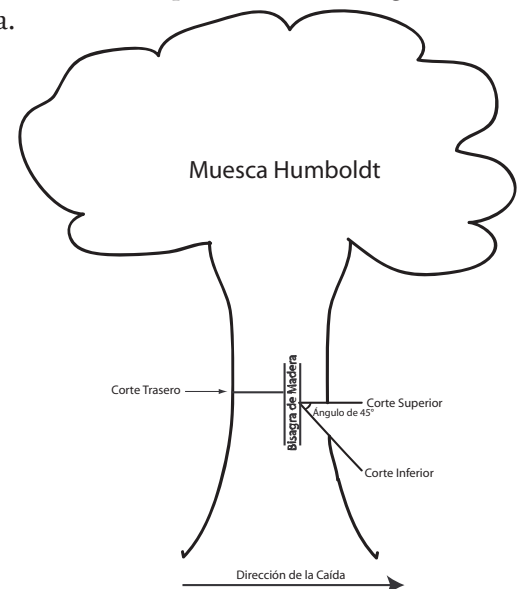 a.
Muesca Humboldt
Bisagra de Madera
Corte Trasero
Corte Superior
Ángulo de 45°
Corte Inferior
Dirección de la Caída